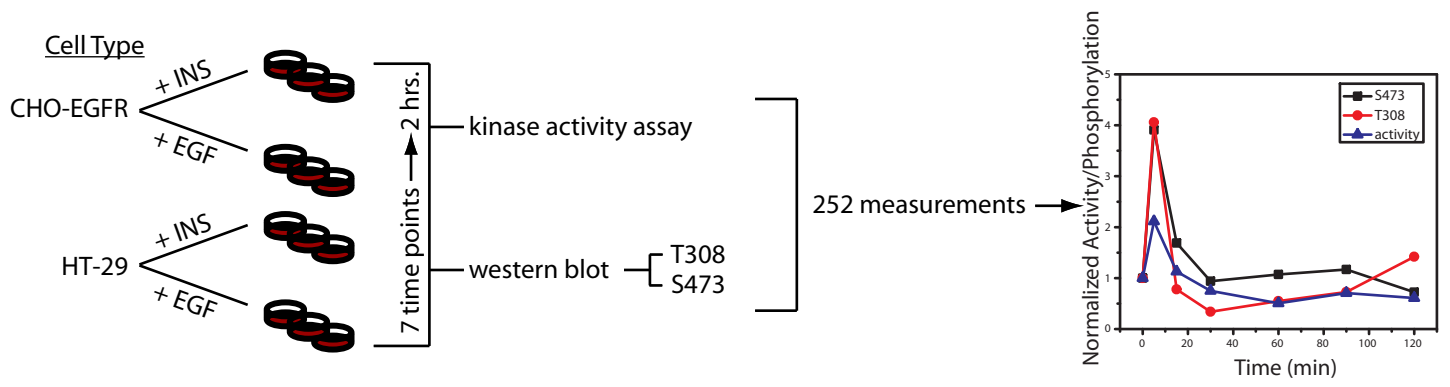 Cell Type
CHO-EGFR
+ INS
+ EGF
HT-29
+ INS
+ EGF
7 time points → 2 hrs.
kinase activity assay
western blot
T308
S473
252 measurements
Normalized Activity/Phosphorylation
5
4
3
2
1
0
S473
T308
activity
0 20 40 60 80 100 120
Time (min)